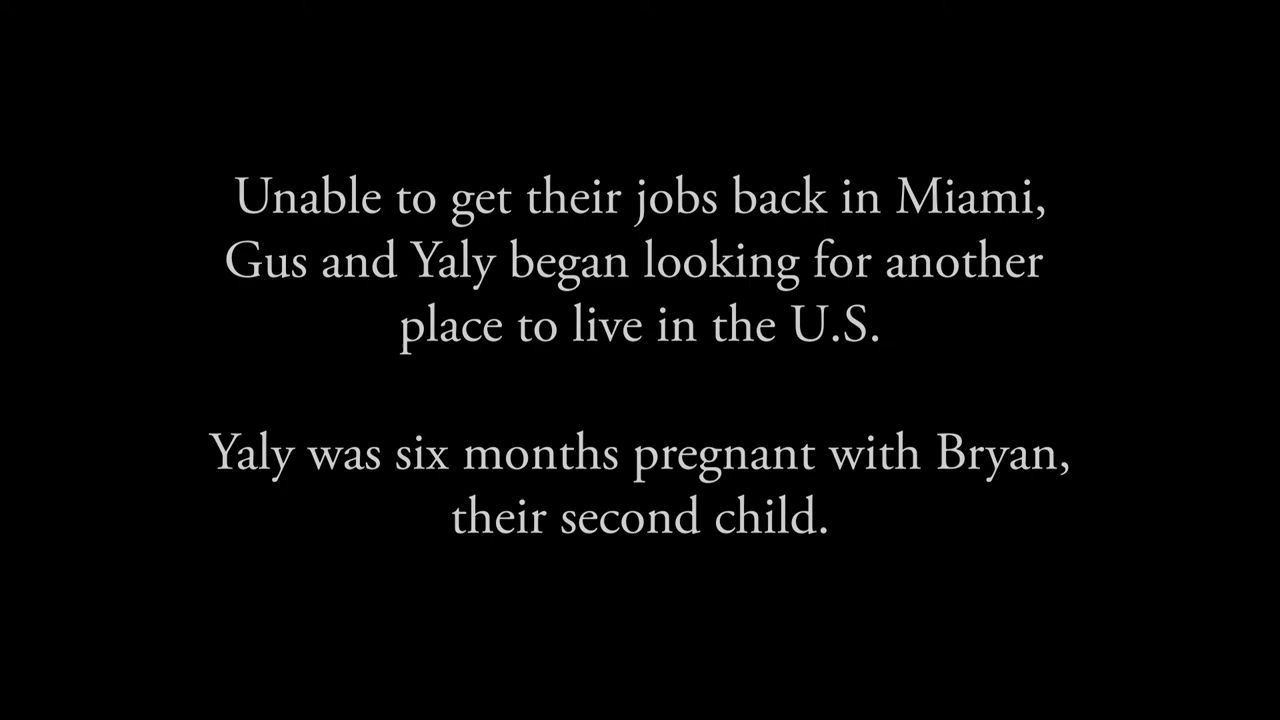 Unable to get their jobs back in Miami,
Gus and Yaly began looking for another
place to live in the U.S.
Yaly was six months pregnant with Bryan,
their second child.